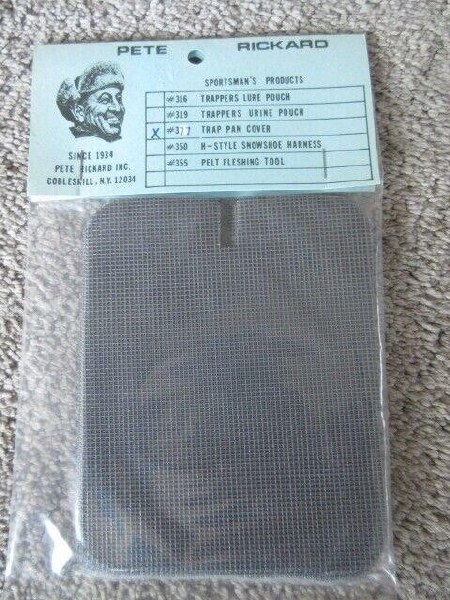 PETE RICKARD
SPORTSMAN'S PRODUCTS
#316 TRAPPERS LURE POUCH
#319 TRAPPERS URINE POUCH
X #317 TRAP PAN COVER
#350 H-STYLE SNOWSHOE HARNESS
#355 PELT FLESHING TOOL
SINCE 1934
PETE RICKARD INC.
COBLESKILL, N.Y. 12034